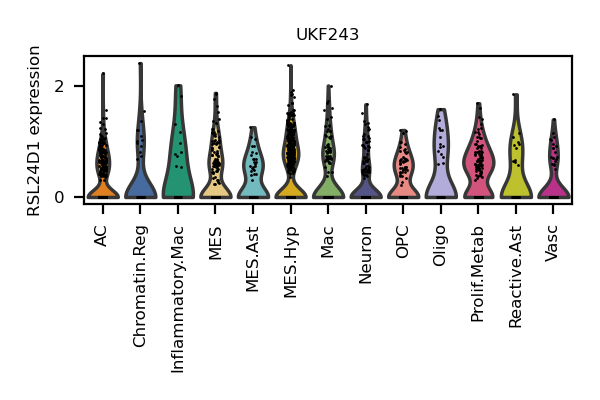 UKF243
RSL24D1 expression
2
0
AC
Chromatin.Reg
Inflammatory.Mac
MES
MES.Ast
MES.Hyp
Mac
Neuron
OPC
Oligo
Prolif.Metab
Reactive.Ast
Vasc